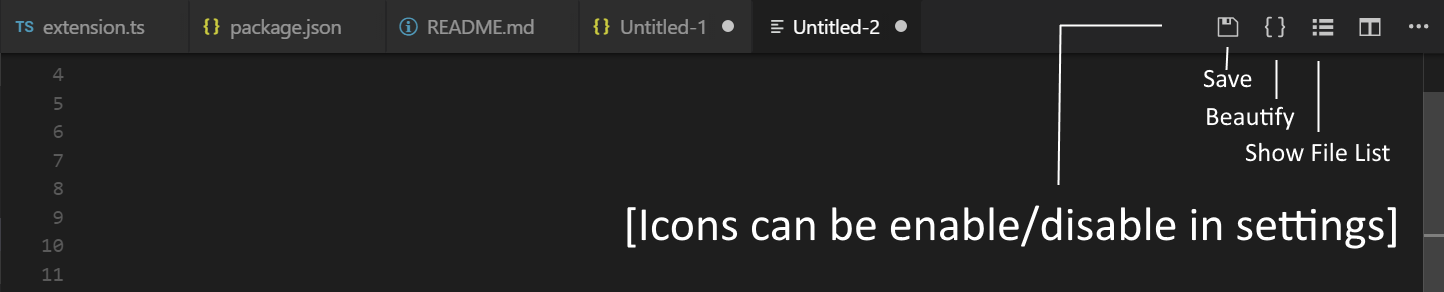 TS extension.ts {} package.json README.md {} Untitled-1 Untitled-2 {} ...
4
Save
5
Beautify
6
7
Show File List
8
9
[Icons can be enable/disable in settings]
10
11